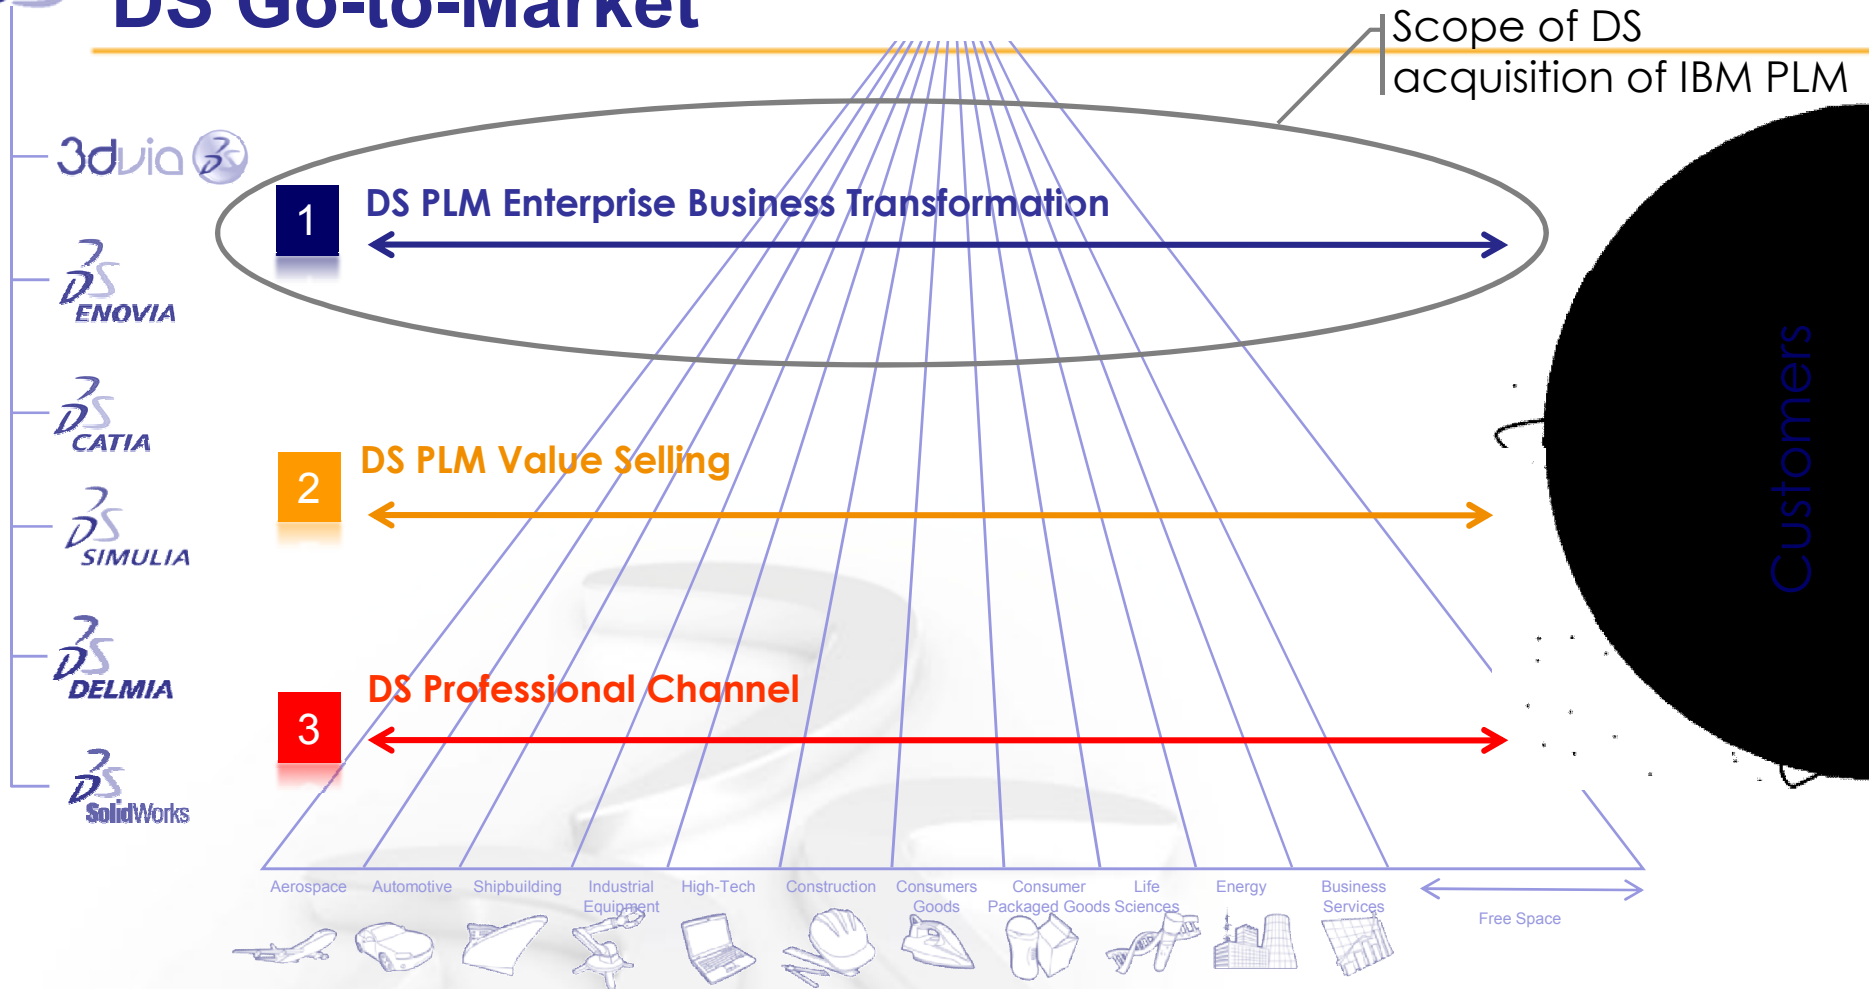 DS Go-to-Market
Scope of DS
acquisition of IBM PLM
3dvia
ENOVIA
CATIA
SIMULIA
DELMIA
SolidWorks
1
DS PLM Enterprise Business Transformation
2
DS PLM Value Selling
3
DS Professional Channel
Customers
Aerospace
Automotive
Shipbuilding
Industrial
Equipment
High-Tech
Construction
Consumers
Goods
Consumer
Packaged Goods
Life
Sciences
Energy
Business
Services
Free Space